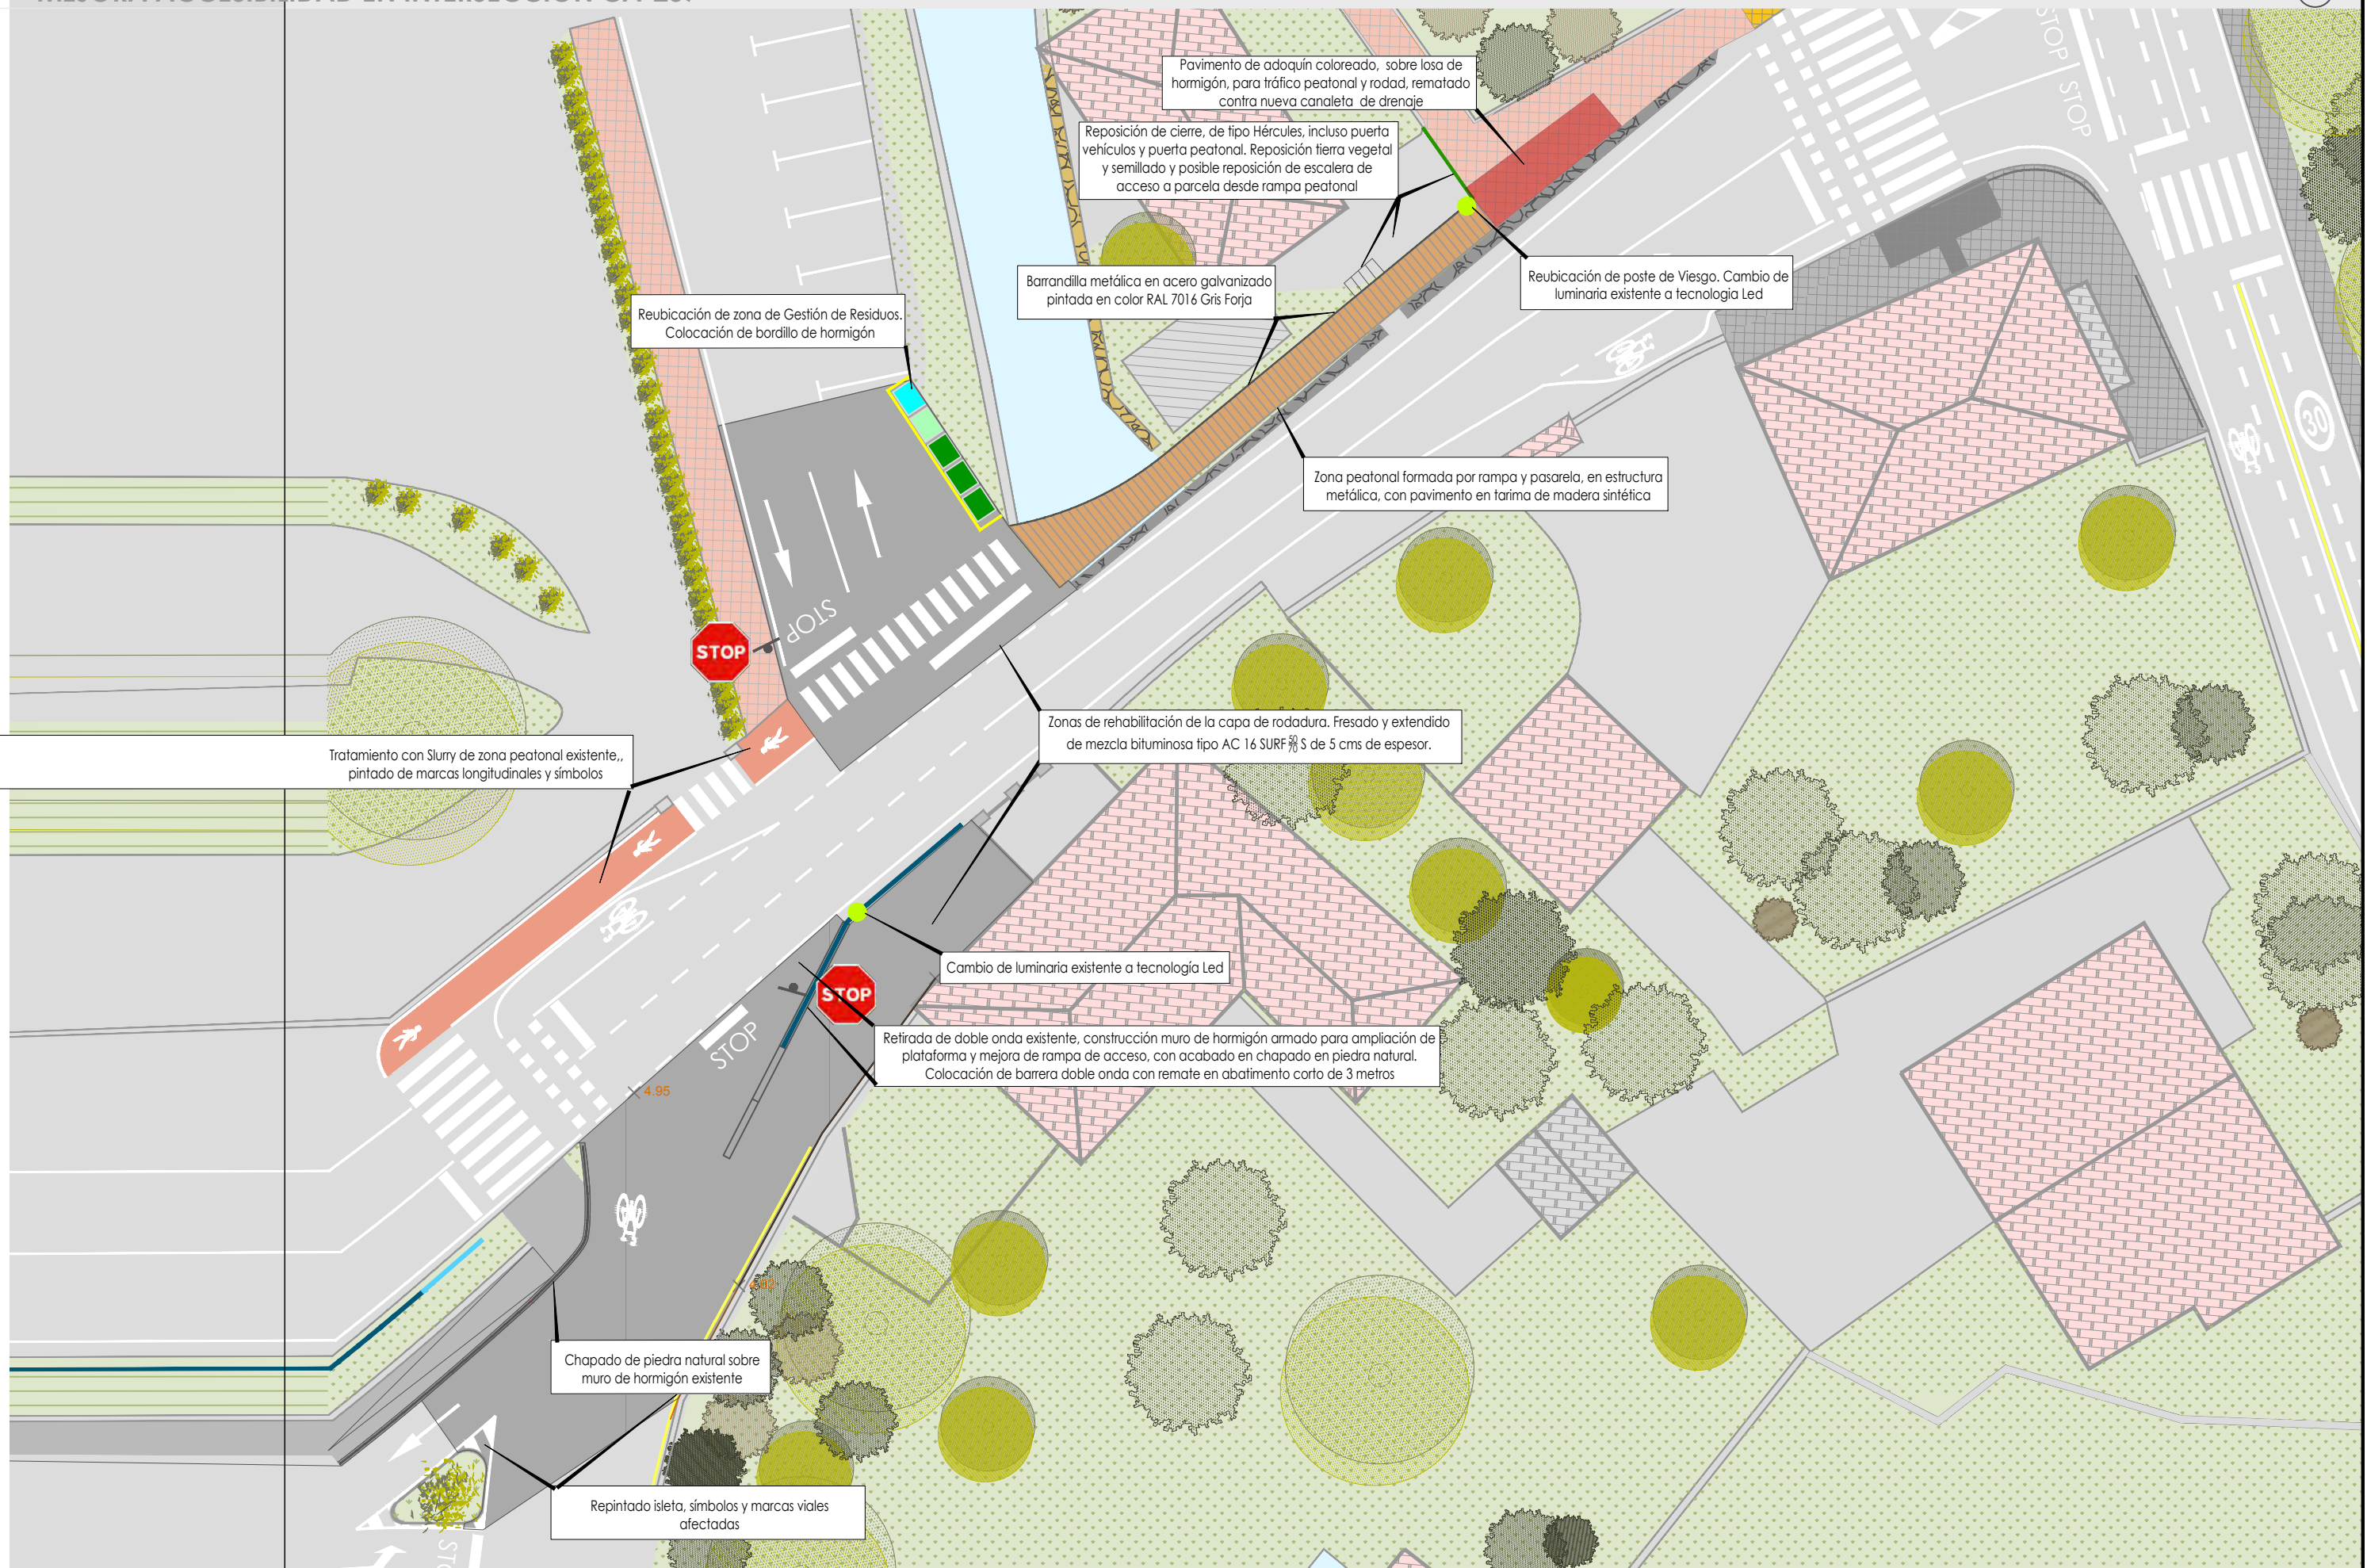 Pavimento de adoquín coloreado, sobre losa de
hormigón, para tráfico peatonal y rodad, rematado
contra nueva canaleta de drenaje
Reposición de cierre, de tipo Hércules, incluso puerta
vehículos y puerta peatonal. Reposición tierra vegetal
y semillado y posible reposición de escalera de
acceso a parcela desde rampa peatonal
Barrandilla metálica en acero galvanizado
pintada en color RAL 7016 Gris Forja
Reubicación de poste de Viesgo. Cambio de
luminaria existente a tecnologia Led
Reubicación de zona de Gestión de Residuos.
Colocación de bordillo de hormigón
Zona peatonal formada por rampa y pasarela, en estructura
metálica, con pavimento en tarima de madera sintética
STOP
STOP
30
STOP
STOP
Zonas de rehabilitación de la capa de rodadura. Fresado y extendido
de mezcla bituminosa tipo AC 16 SURF 50/70 S de 5 cms de espesor.
Tratamiento con Slurry de zona peatonal existente,,
pintado de marcas longitudinales y símbolos
Cambio de luminaria existente a tecnología Led
STOP
STOP
Retirada de doble onda existente, construcción muro de hormigón armado para ampliación de
plataforma y mejora de rampa de acceso, con acabado en chapado en piedra natural.
Colocación de barrera doble onda con remate en abatimento corto de 3 metros
4.95
Chapado de piedra natural sobre
muro de hormigón existente
Repintado isleta, símbolos y marcas viales
afectadas